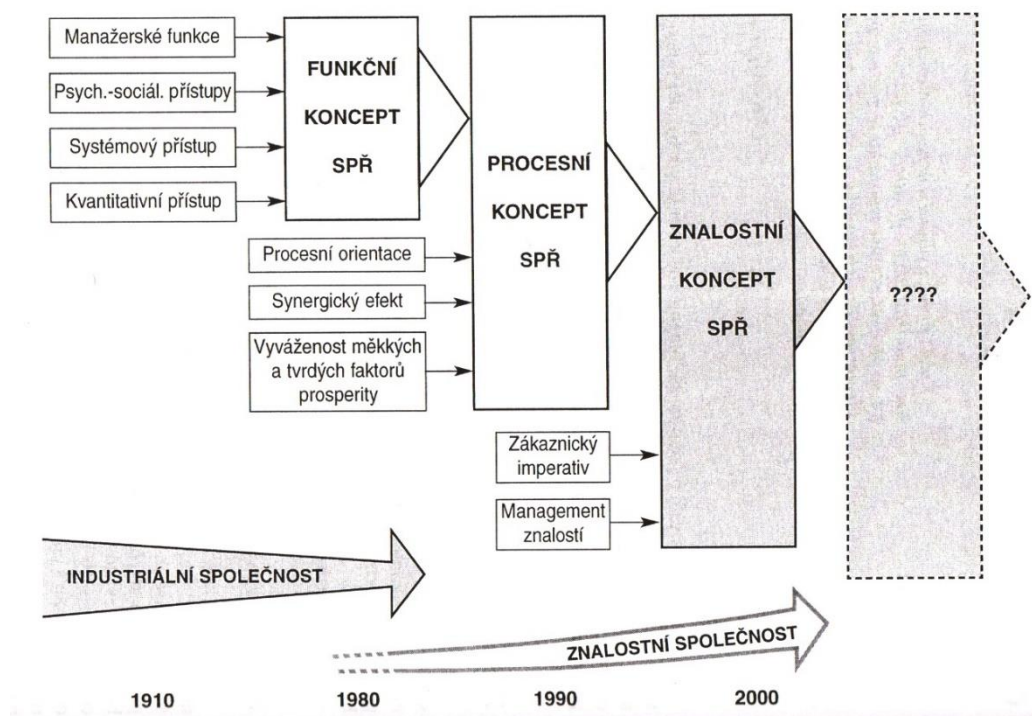 Manažerské funkce
Psych.-sociál. přístupy
Systémový přístup
Kvantitativní přístup
FUNKČNÍ
KONCEPT
SPŘ
Procesní orientace
Synergický efekt
Vyváženost měkkých
a tvrdých faktorů
prosperity
PROCESNÍ
KONCEPT
SPŘ
Zákaznický
imperativ
Management
znalostí
ZNALOSTNÍ
KONCEPT
SPŘ
????
INDUSTRIÁLNÍ SPOLEČNOST
ZNALOSTNÍ SPOLEČNOST
1910
1980
1990
2000